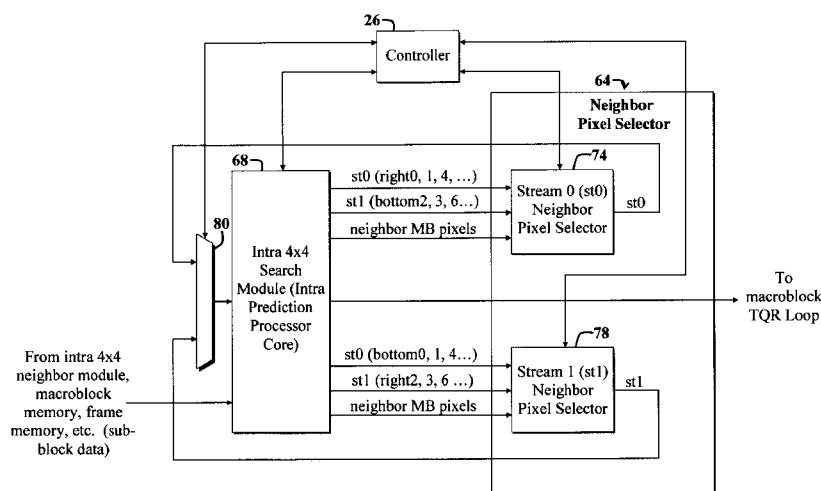 26
Controller
64
Neighbor
Pixel Selector
68
74
st0 (right0, 1, 4, ...)
st1 (bottom2, 3, 6...)
neighbor MB pixels
Stream 0 (st0)
Neighbor
Pixel Selector
st0
80
Intra 4x4
Search
Module (Intra
Prediction
Processor
Core)
To
macroblock
TQR Loop
78
st0 (bottom0, 1, 4...)
st1 (right2, 3, 6 ...)
neighbor MB pixels
Stream 1 (st1)
Neighbor
Pixel Selector
st1
From intra 4x4
neighbor module,
macroblock
memory, frame
memory, etc. (sub-
block data)